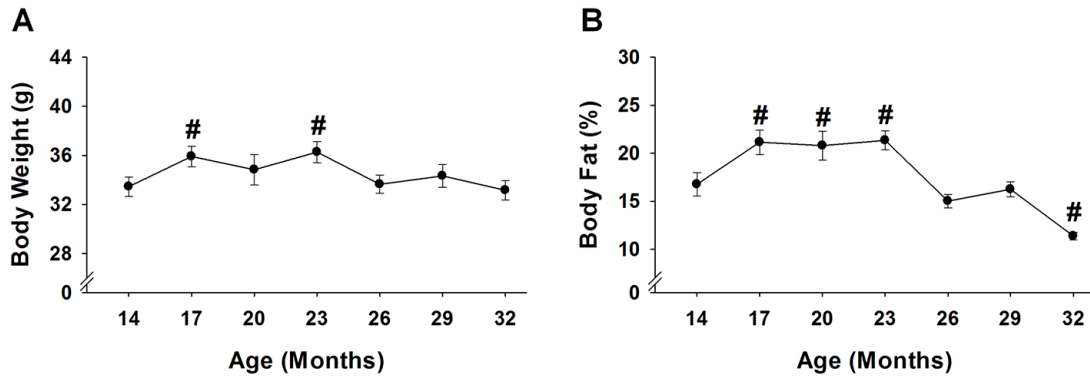 A
Body Weight (g)
44
40
36
32
28
0
# #
14 17 20 23 26 29 32
Age (Months)
B
Body Fat (%)
30
25
20
15
10
0
# # # #
14 17 20 23 26 29 32
Age (Months)